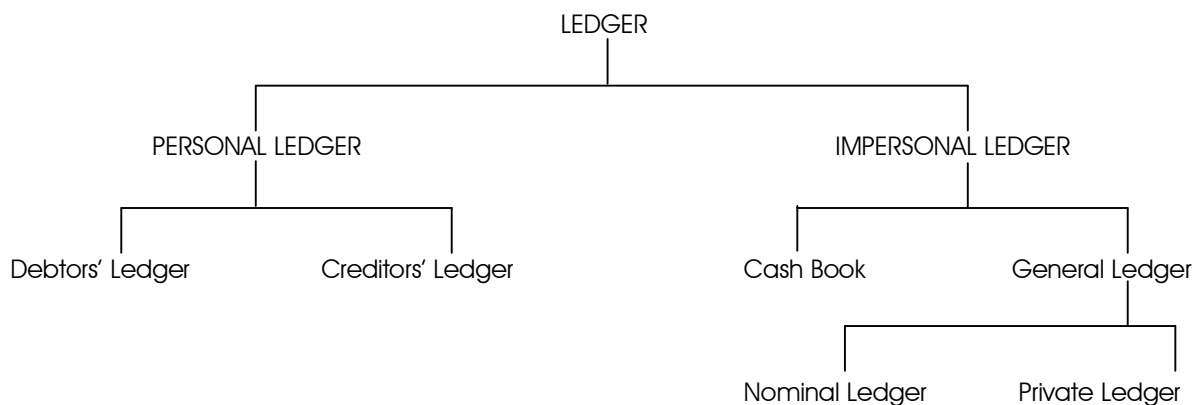 LEDGER
PERSONAL LEDGER
IMPERSONAL LEDGER
Debtors’ Ledger
Creditors’ Ledger
Cash Book
General Ledger
Nominal Ledger
Private Ledger